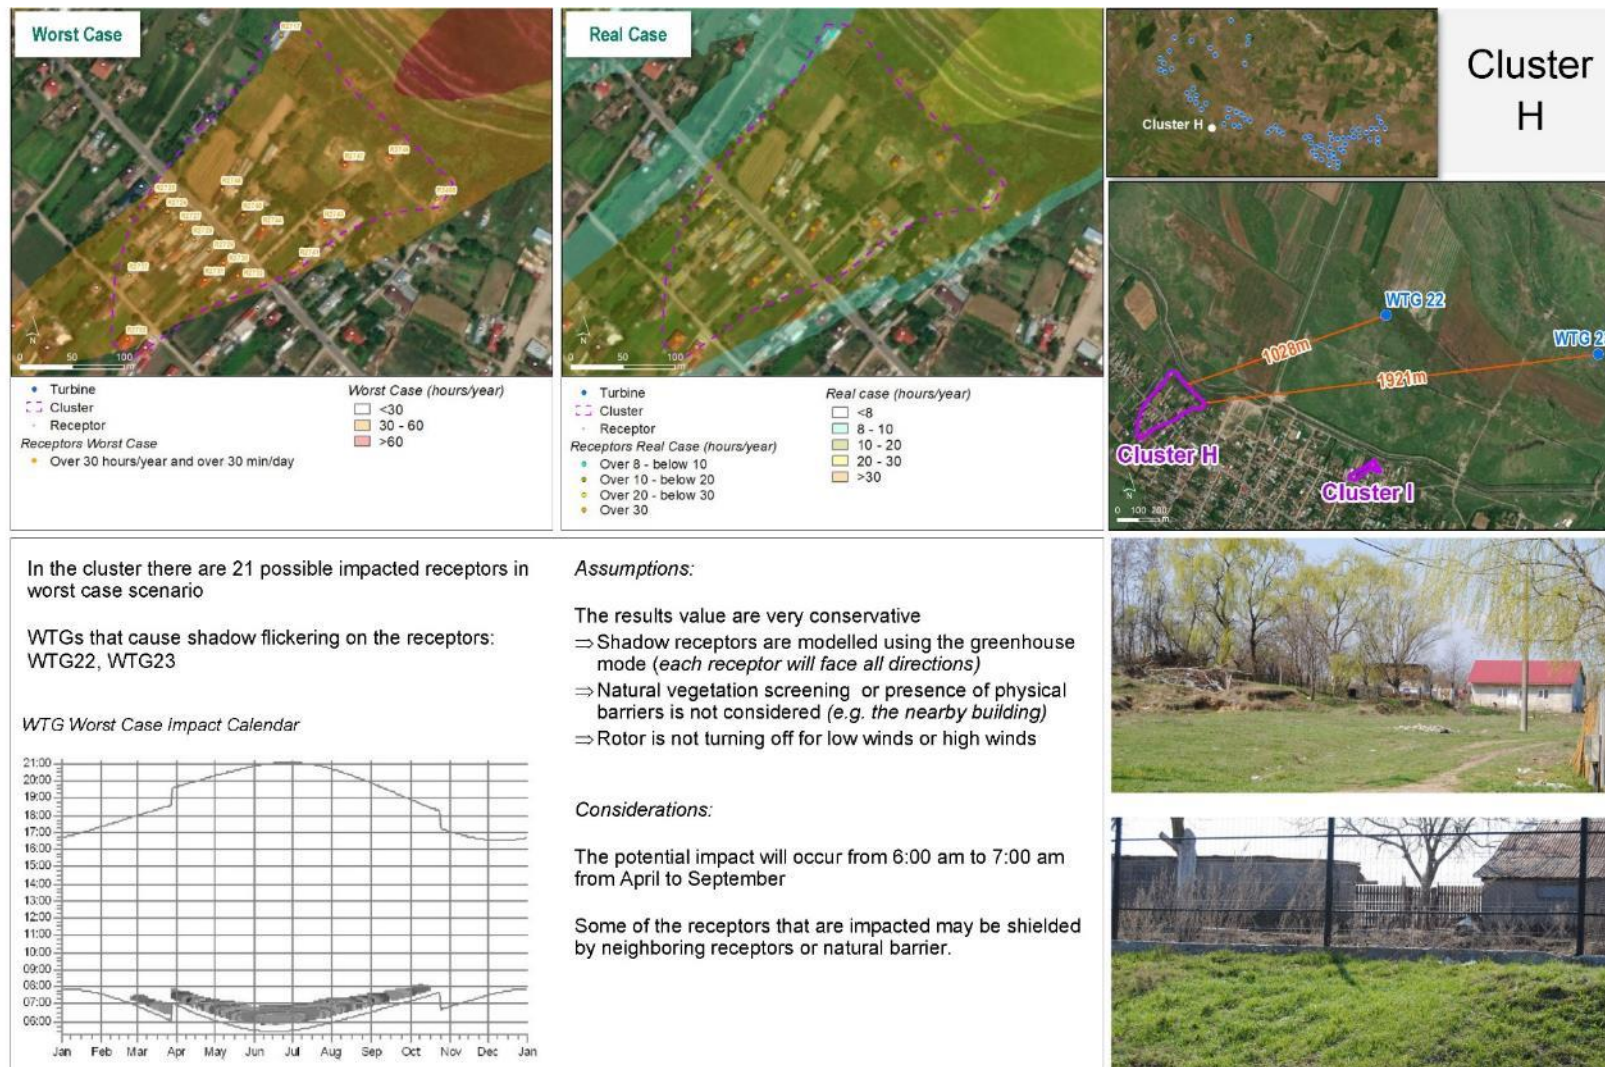 Worst Case
Real Case
Cluster
H
Cluster H
N
0 50 100
m
N
0 50 100
m
WTG 22
1028m
1921m
Cluster H
Cluster I
N
0 100 200
m
Turbine
Cluster
Receptor
Receptors Worst Case
Over 30 hours/year and over 30 min/day
Worst Case (hours/year)
<30
30 - 60
>60
Turbine
Cluster
Receptor
Receptors Real Case (hours/year)
Over 8 - below 10
Over 10 - below 20
Over 20 - below 30
Over 30
Real case (hours/year)
<8
8 - 10
10 - 20
20 - 30
>30
In the cluster there are 21 possible impacted receptors in
worst case scenario
WTGs that cause shadow flickering on the receptors:
WTG22, WTG23
WTG Worst Case Impact Calendar
21:00
20:00
19:00
18:00
17:00
16:00
15:00
14:00
13:00
12:00
11:00
10:00
09:00
08:00
07:00
06:00
Jan Feb Mar Apr May Jun Jul Aug Sep Oct Nov Dec Jan
Assumptions:
The results value are very conservative
⇒ Shadow receptors are modelled using the greenhouse
mode (each receptor will face all directions)
⇒ Natural vegetation screening or presence of physical
barriers is not considered (e.g. the nearby building)
⇒ Rotor is not turning off for low winds or high winds
Considerations:
The potential impact will occur from 6:00 am to 7:00 am
from April to September
Some of the receptors that are impacted may be shielded
by neighboring receptors or natural barrier.